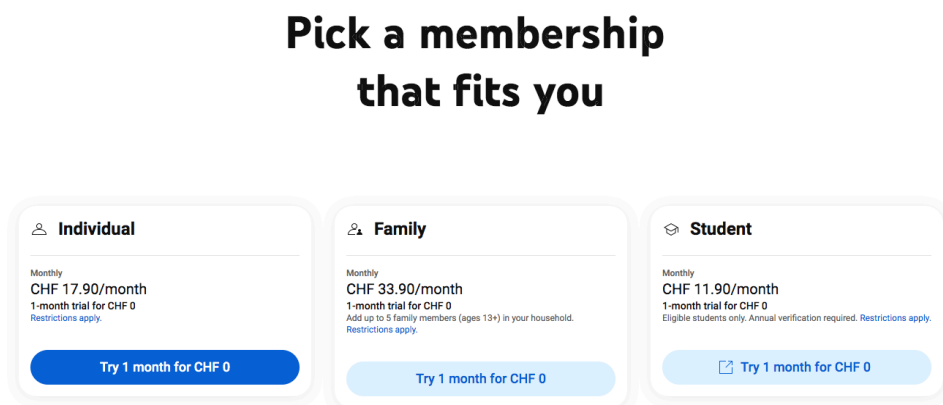 Pick a membership
that fits you
Individual
Monthly
CHF 17.90/month
1-month trial for CHF 0
Restrictions apply.
Try 1 month for CHF 0
Family
Monthly
CHF 33.90/month
1-month trial for CHF 0
Add up to 5 family members (ages 13+) in your household.
Restrictions apply.
Try 1 month for CHF 0
Student
Monthly
CHF 11.90/month
1-month trial for CHF 0
Eligible students only. Annual verification required. Restrictions apply.
Try 1 month for CHF 0